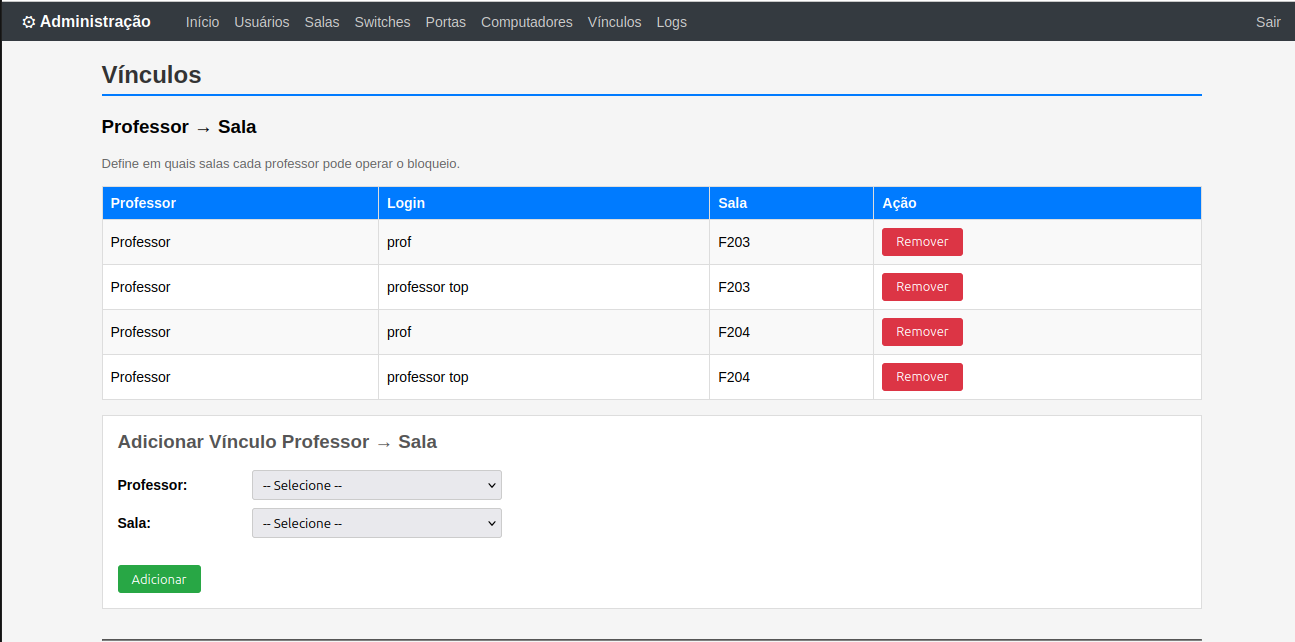 ⚙ Administração Início Usuários Salas Switches Portas Computadores Vínculos Logs Sair
Vínculos
Professor → Sala
Define em quais salas cada professor pode operar o bloqueio.
Professor Login Sala Ação
Professor prof F203 Remover
Professor professor top F203 Remover
Professor prof F204 Remover
Professor professor top F204 Remover
Adicionar Vínculo Professor → Sala
Professor: -- Selecione --
Sala: -- Selecione --
Adicionar